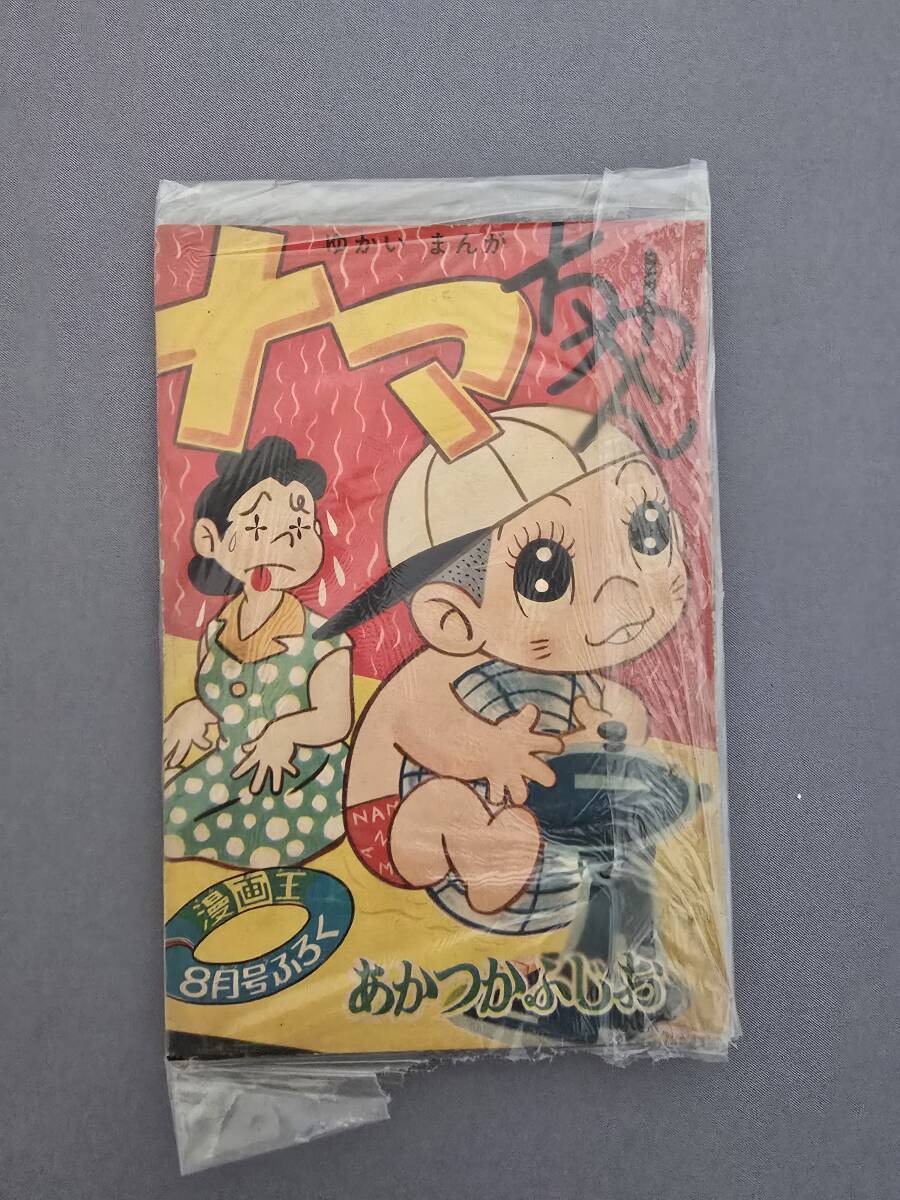 ゆかい まんが
ナマちゃん
NAM
漫画王
8月号ふろく
あかつかふじお